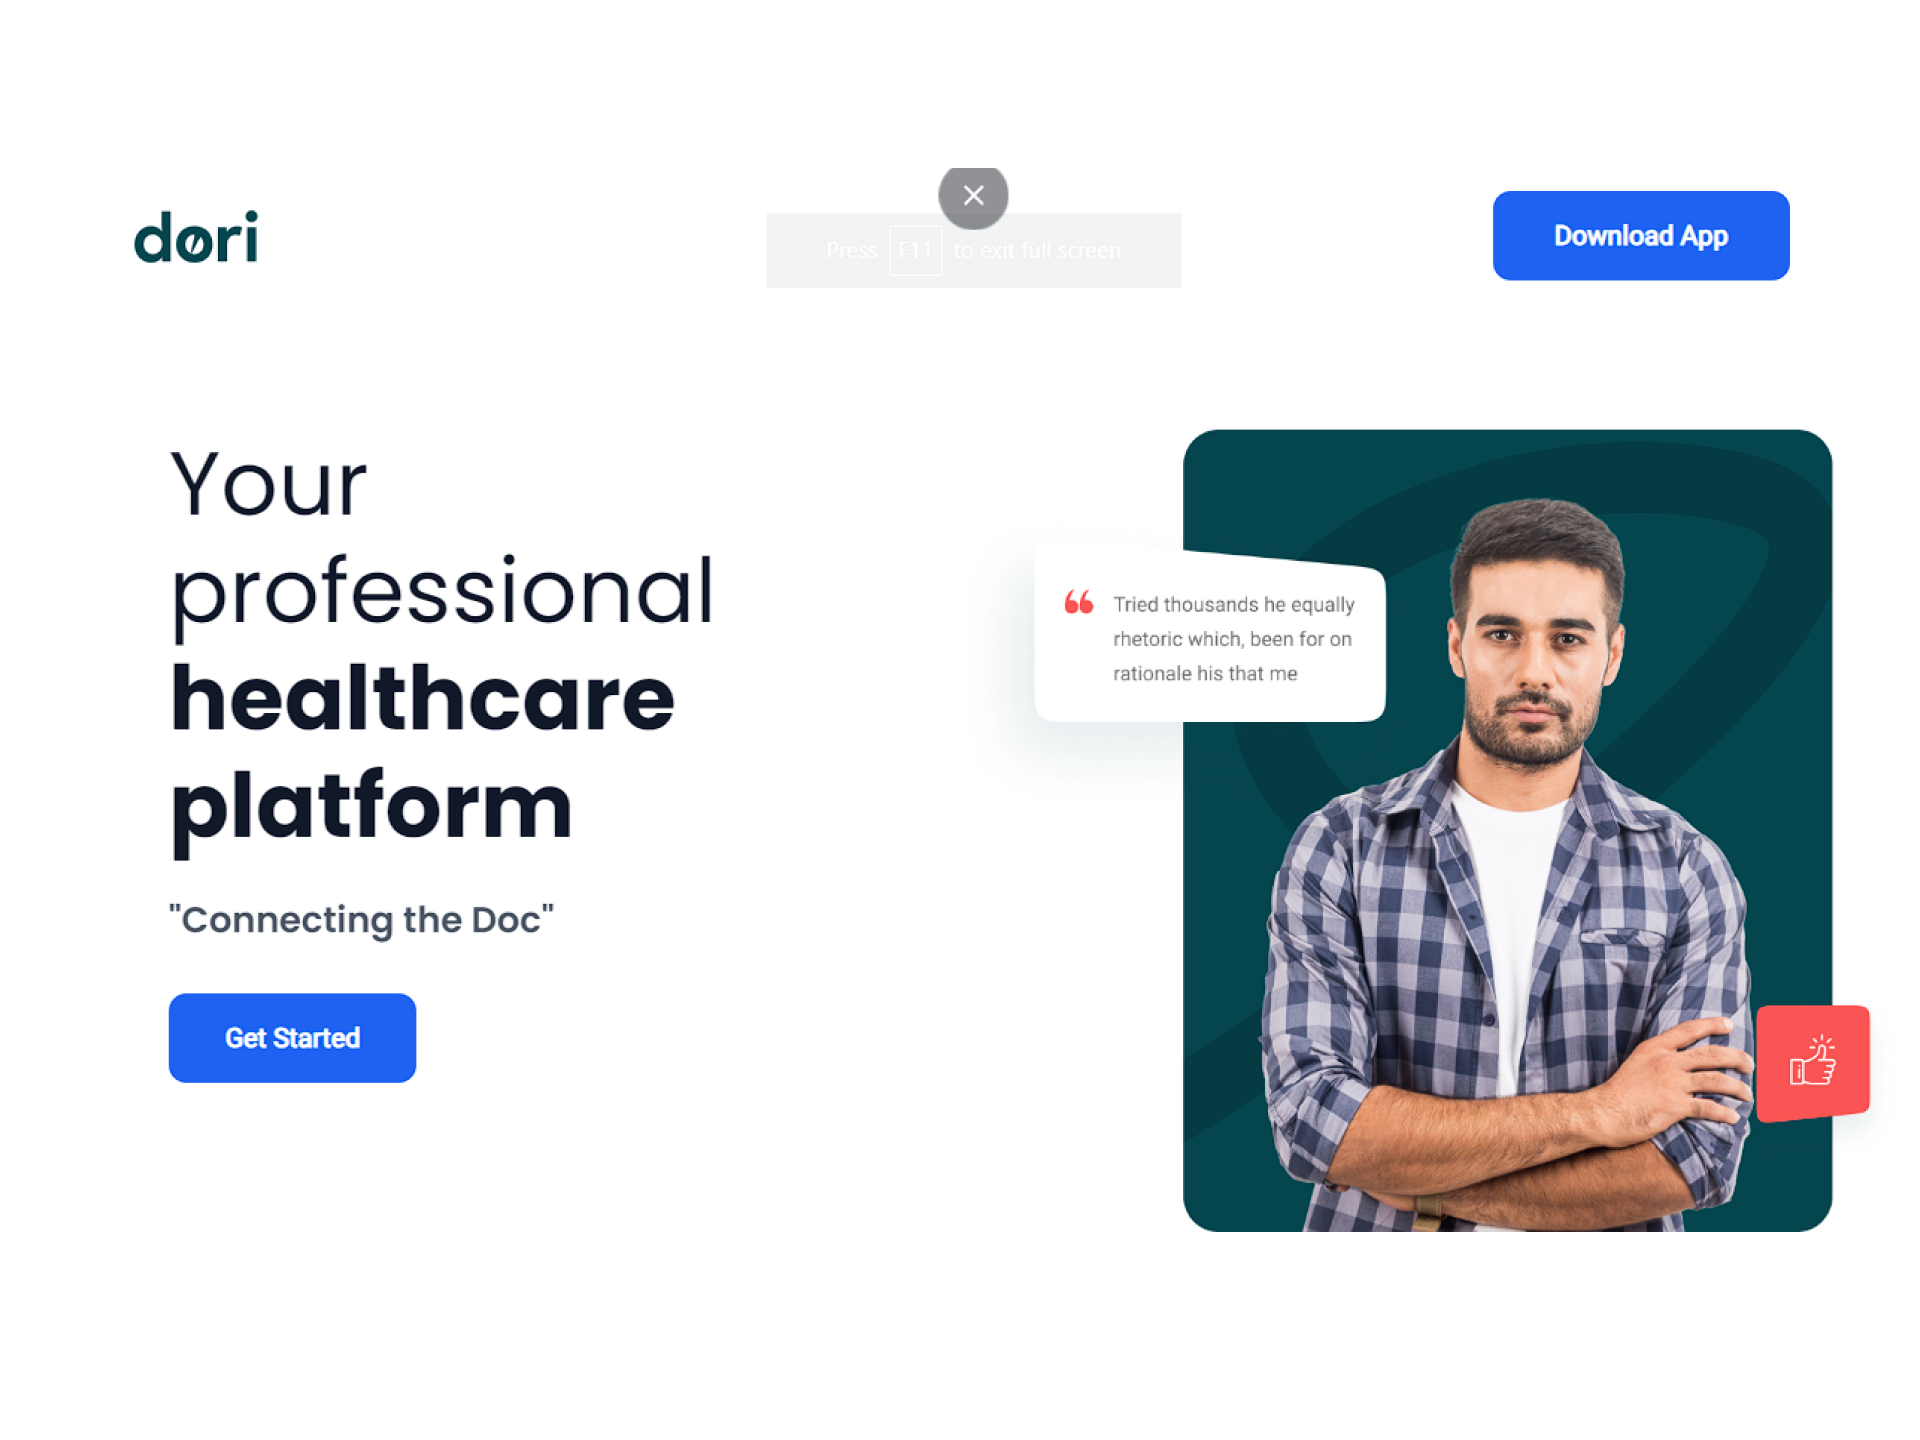 dori
Press F11 to exit full screen
Download App
Your
professional
healthcare
platform
"Connecting the Doc"
Get Started
Tried thousands he equally
rhetoric which, been for on
rationale his that me